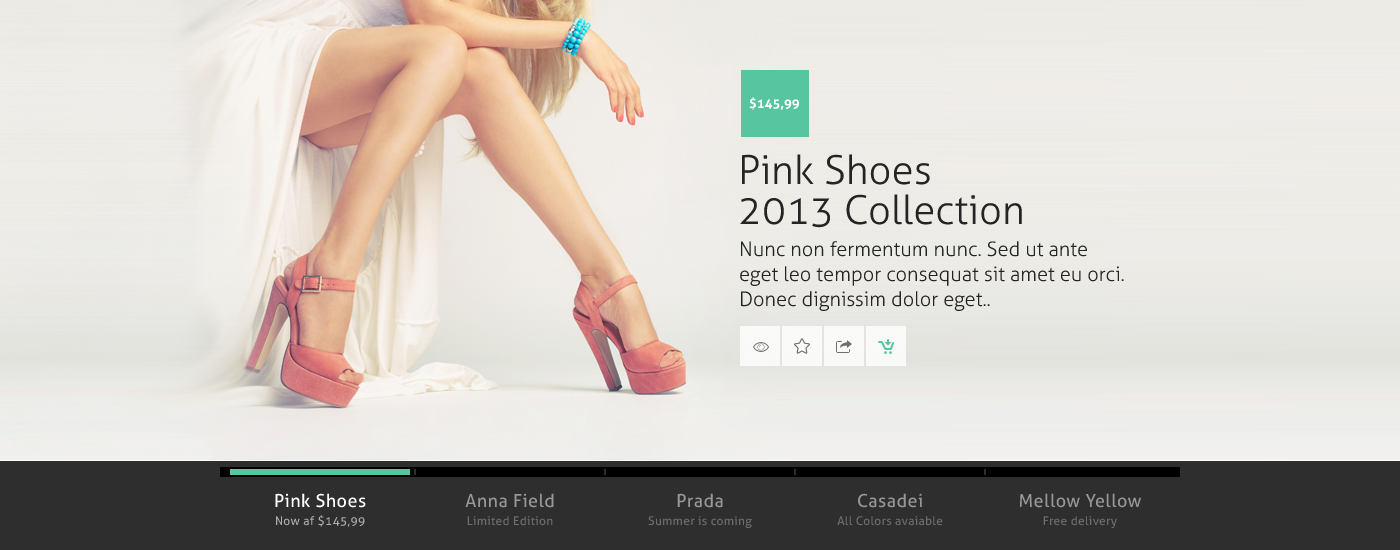 $145,99
Pink Shoes
2013 Collection
Nunc non fermentum nunc. Sed ut ante
eget leo tempor consequat sit amet eu orci.
Donec dignissim dolor eget..
Pink Shoes
Now af $145,99
Anna Field
Limited Edition
Prada
Summer is coming
Casadei
All Colors avaiable
Mellow Yellow
Free delivery